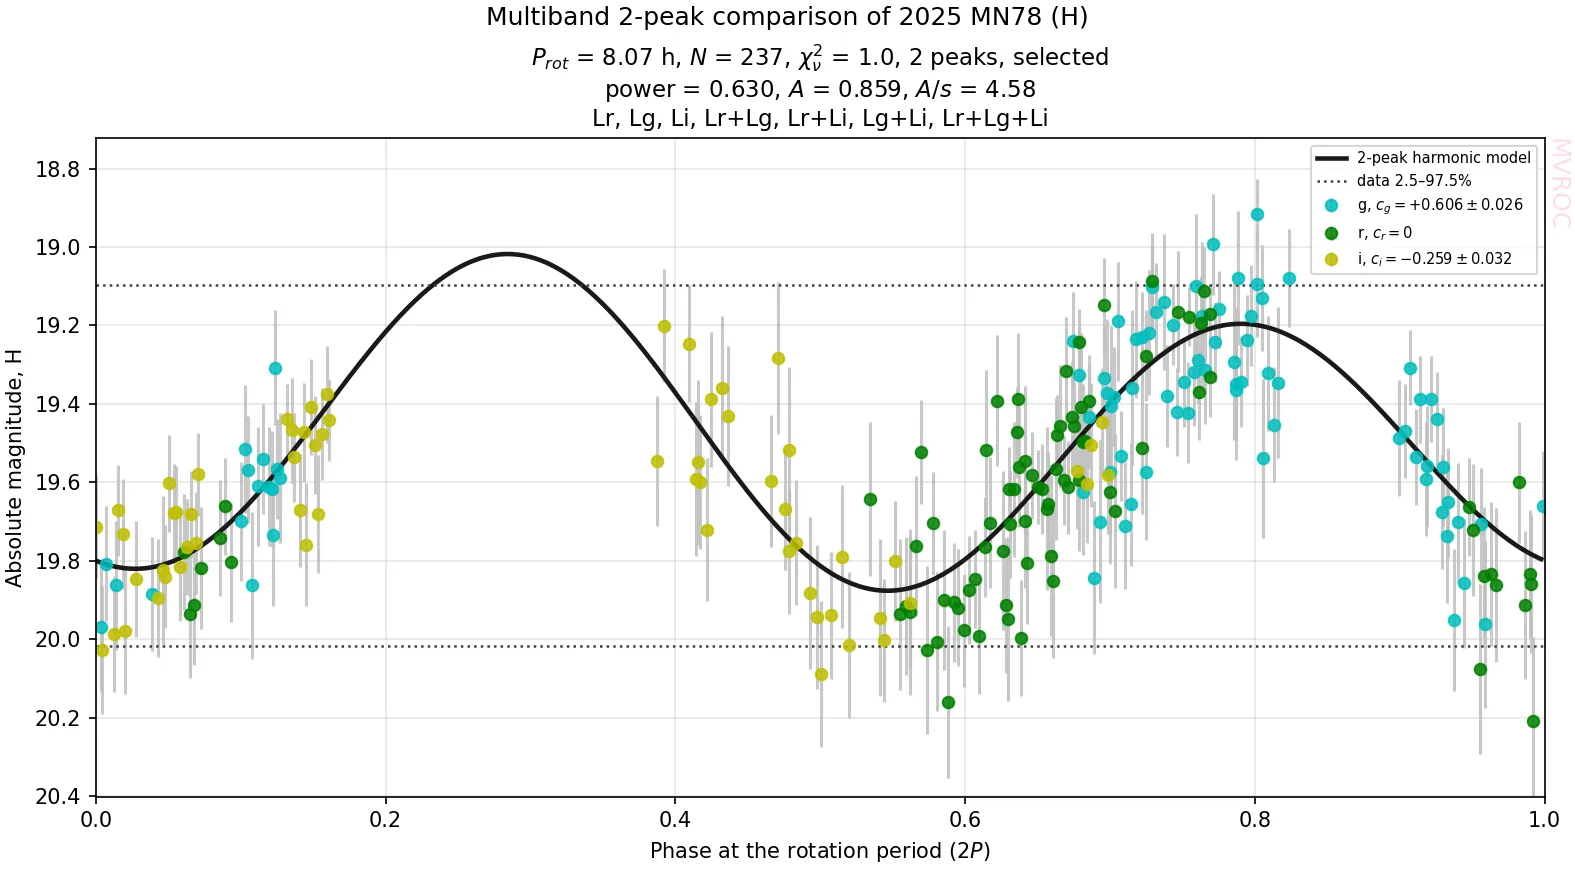 Multiband 2-peak comparison of 2025 MN78 (H)
P_rot = 8.07 h, N = 237, χ²_ν = 1.0, 2 peaks, selected
power = 0.630, A = 0.859, A/s = 4.58
Lr, Lg, Li, Lr+Lg, Lr+Li, Lg+Li, Lr+Lg+Li
MVROC
2-peak harmonic model
data 2.5–97.5%
g, c_g = +0.606 ± 0.026
r, c_r = 0
i, c_i = −0.259 ± 0.032
Absolute magnitude, H
18.8
19.0
19.2
19.4
19.6
19.8
20.0
20.2
20.4
0.0 0.2 0.4 0.6 0.8 1.0
Phase at the rotation period (2P)